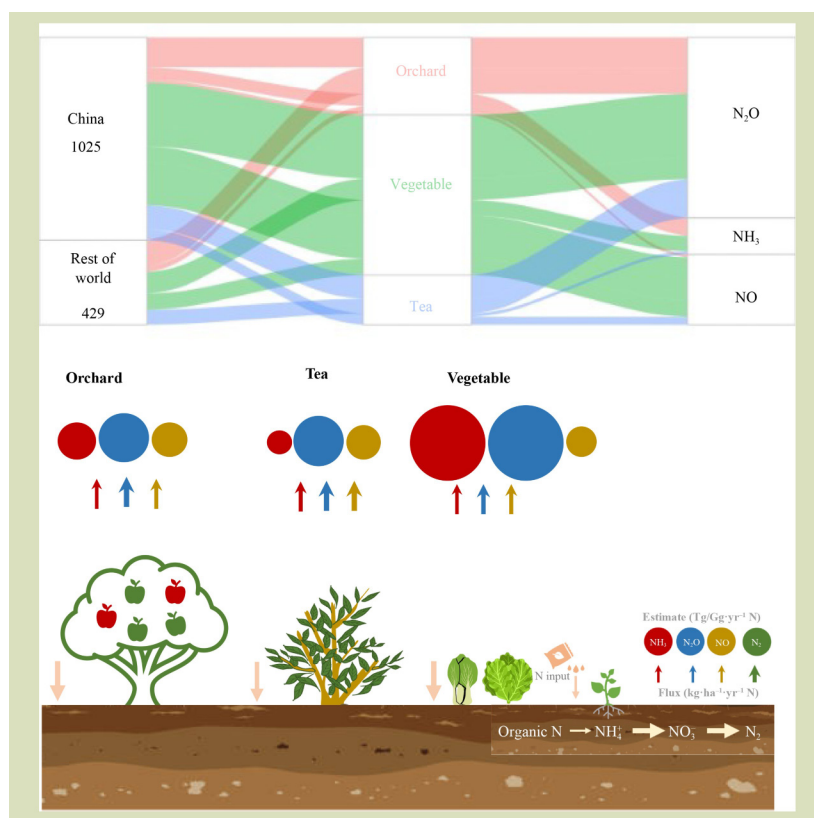 China
1025
Rest of
world
429
Orchard
Vegetable
Tea
N₂O
NH₃
NO
Orchard
Tea
Vegetable
Estimate (Tg/Gg·yr⁻¹ N)
NH₃ N₂O NO N₂
Flux (kg·ha⁻¹·yr⁻¹ N)
N input
Organic N NH₄⁺ NO₃⁻ N₂